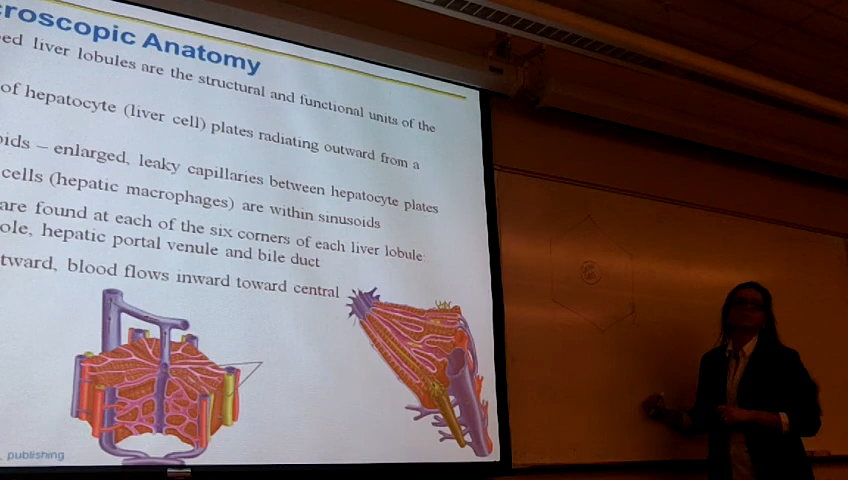 roscopic Anatomy
ed liver lobules are the structural and functional units of the
of hepatocyte (liver cell) plates radiating outward from a
oids – enlarged, leaky capillaries between hepatocyte plates
cells (hepatic macrophages) are within sinusoids
are found at each of the six corners of each liver lobule:
ole, hepatic portal venule and bile duct
tward, blood flows inward toward central
publishing